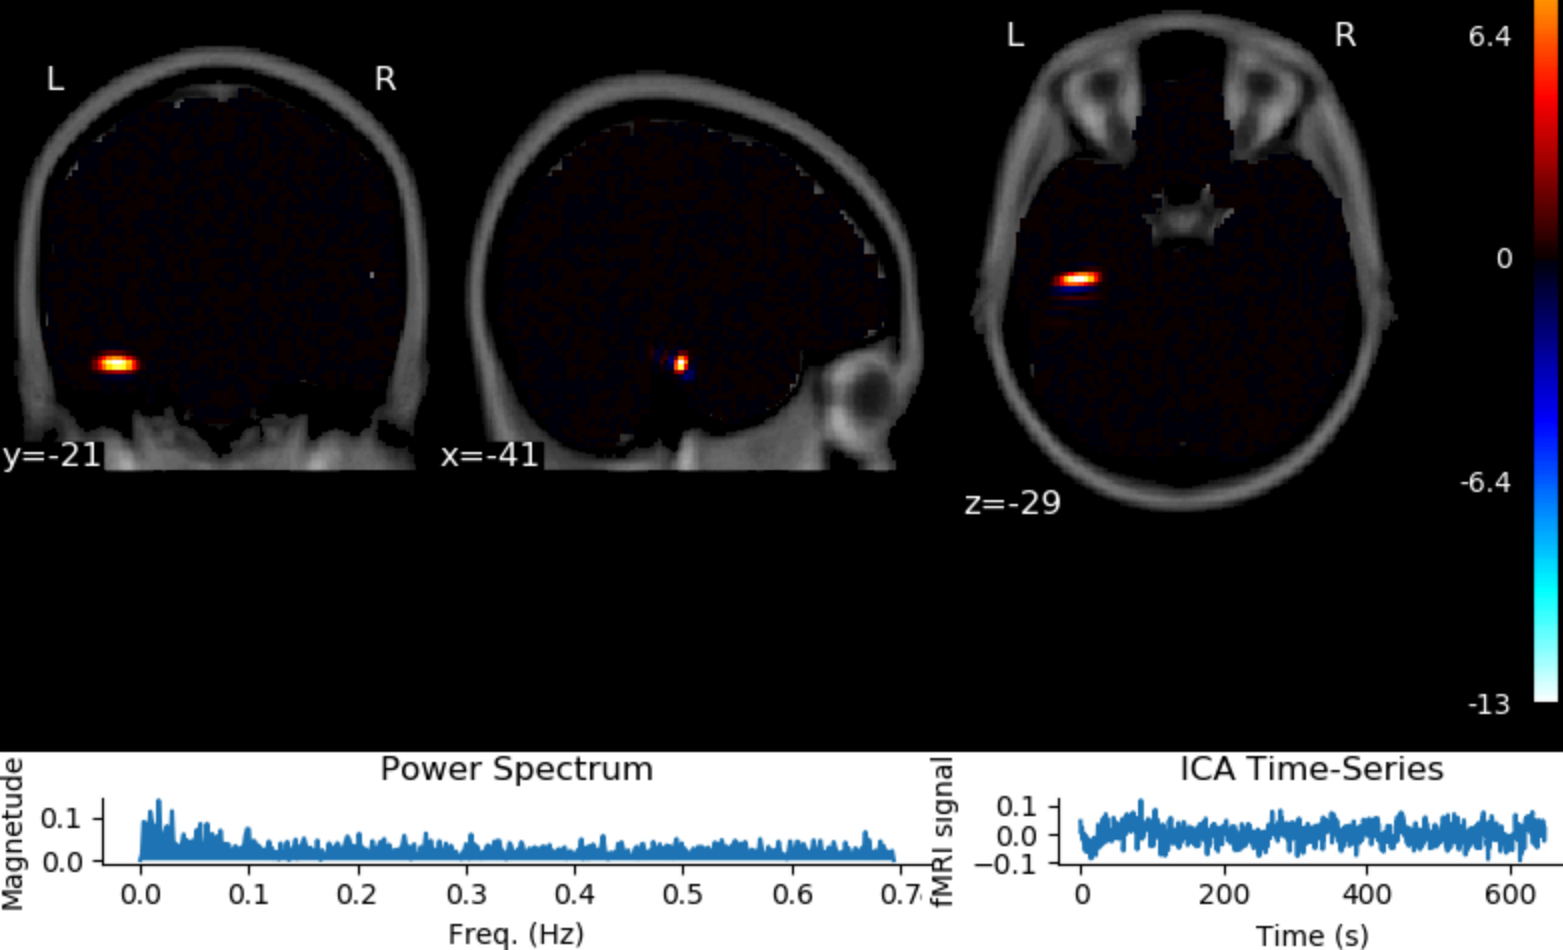 L R
L R
6.4
0
-6.4
-13
y=-21
x=-41
z=-29
Power Spectrum
Magnetude
0.1
0.0
0.0 0.1 0.2 0.3 0.4 0.5 0.6 0.7
Freq. (Hz)
ICA Time-Series
fMRI signal
0.1
0.0
−0.1
0 200 400 600
Time (s)